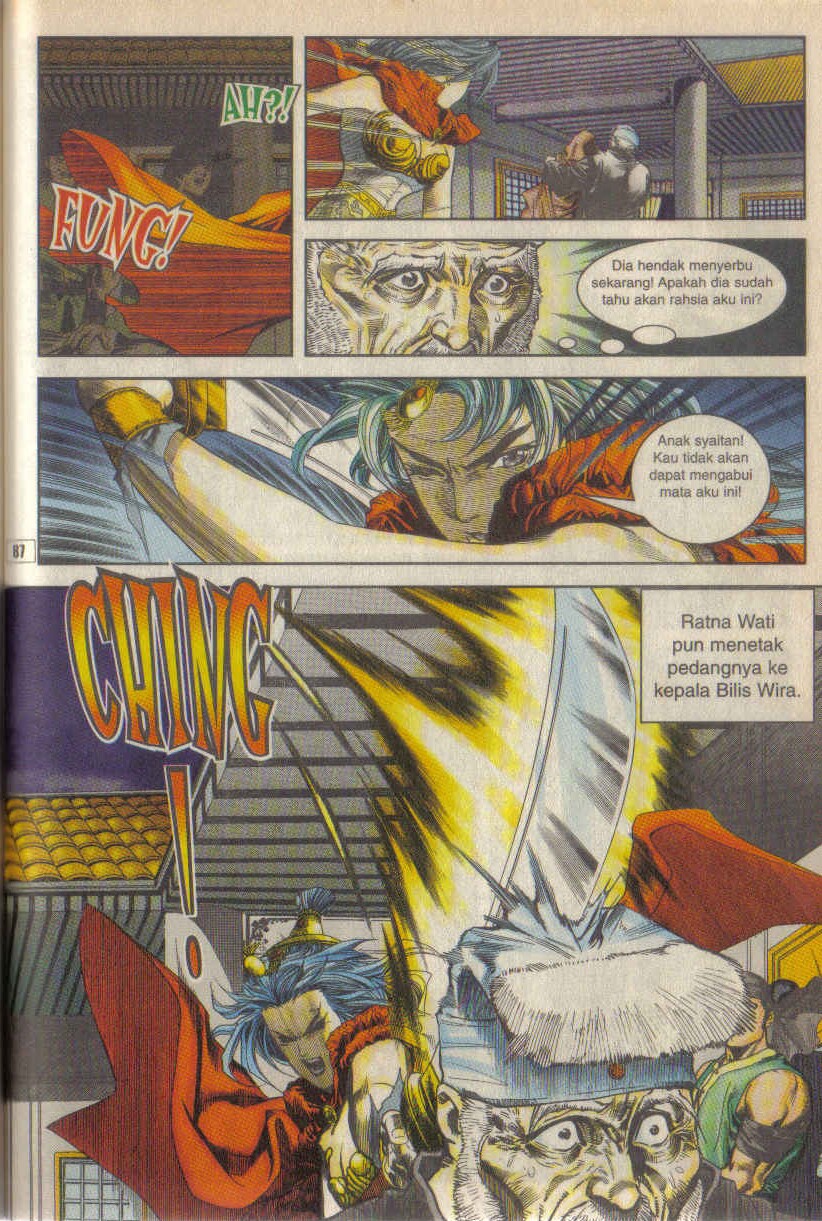 AH?!
FUNG!
Dia hendak menyerbu
sekarang! Apakah dia sudah
tahu akan rahsia aku ini?
Anak syaitan!
Kau tidak akan
dapat mengabui
mata aku ini!
87
CHING!
Ratna Wati
pun menetak
pedangnya ke
kepala Bilis Wira.